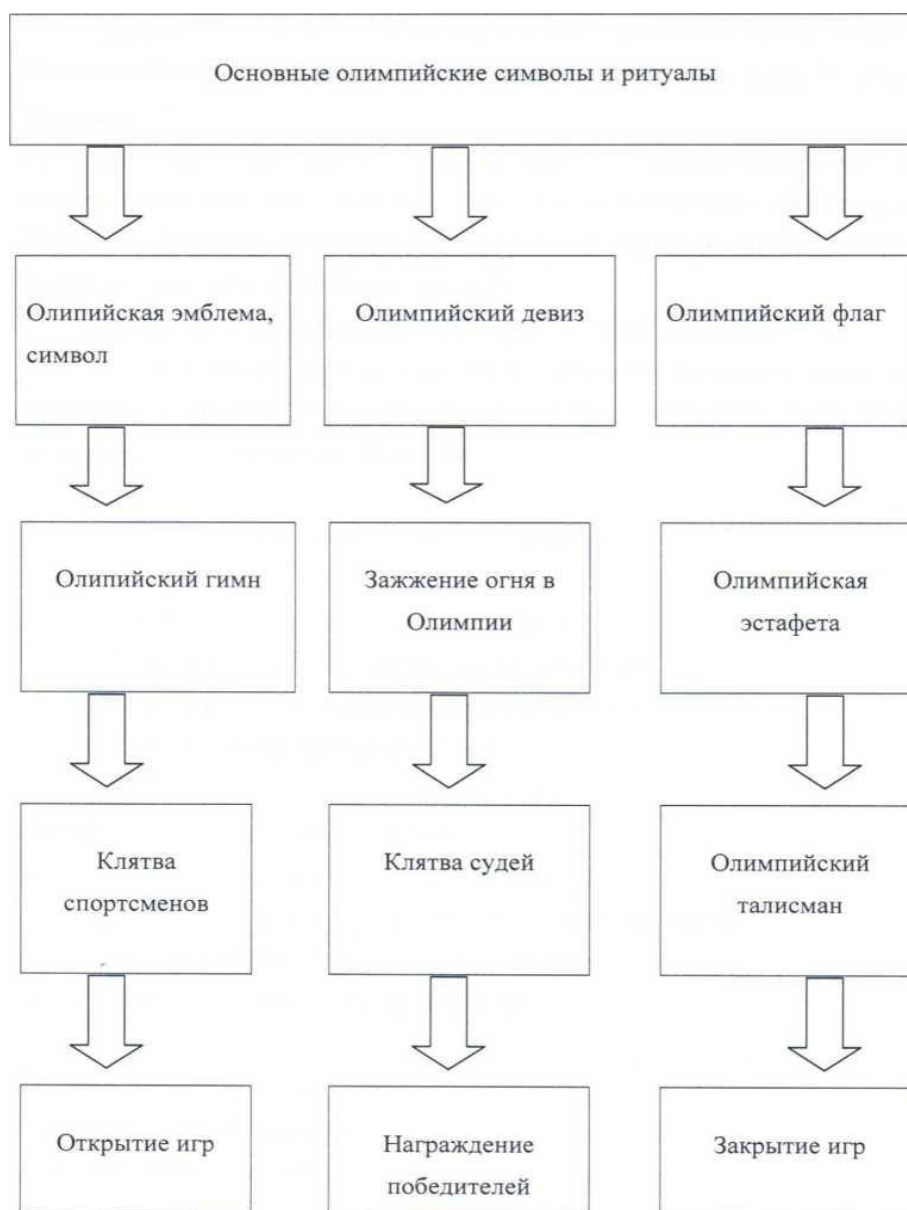 Основные олимпийские символы и ритуалы
Олипийская эмблема,
символ
Олимпийский девиз
Олимпийский флаг
Олипийский гимн
Зажжение огня в
Олимпии
Олимпийская
эстафета
Клятва
спортсменов
Клятва судей
Олимпийский
талисман
Открытие игр
Награждение
победителей
Закрытие игр